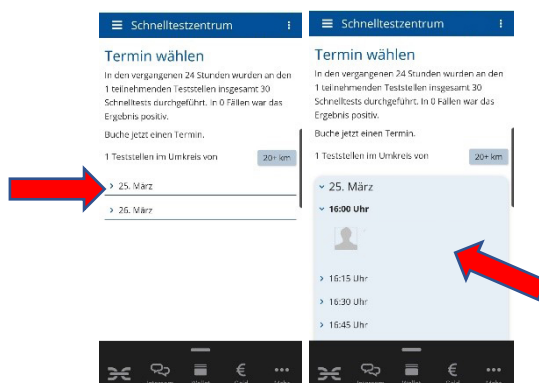 Schnelltestzentrum
Termin wählen
In den vergangenen 24 Stunden wurden an den
1 teilnehmenden Teststellen insgesamt 30
Schnelltests durchgeführt. In 0 Fällen war das
Ergebnis positiv.
Buche jetzt einen Termin.
1 Teststellen im Umkreis von 20+ km
25. März
26. März
Schnelltestzentrum
Termin wählen
In den vergangenen 24 Stunden wurden an den
1 teilnehmenden Teststellen insgesamt 30
Schnelltests durchgeführt. In 0 Fällen war das
Ergebnis positiv.
Buche jetzt einen Termin.
1 Teststellen im Umkreis von 20+ km
25. März
16:00 Uhr
16:15 Uhr
16:30 Uhr
16:45 Uhr